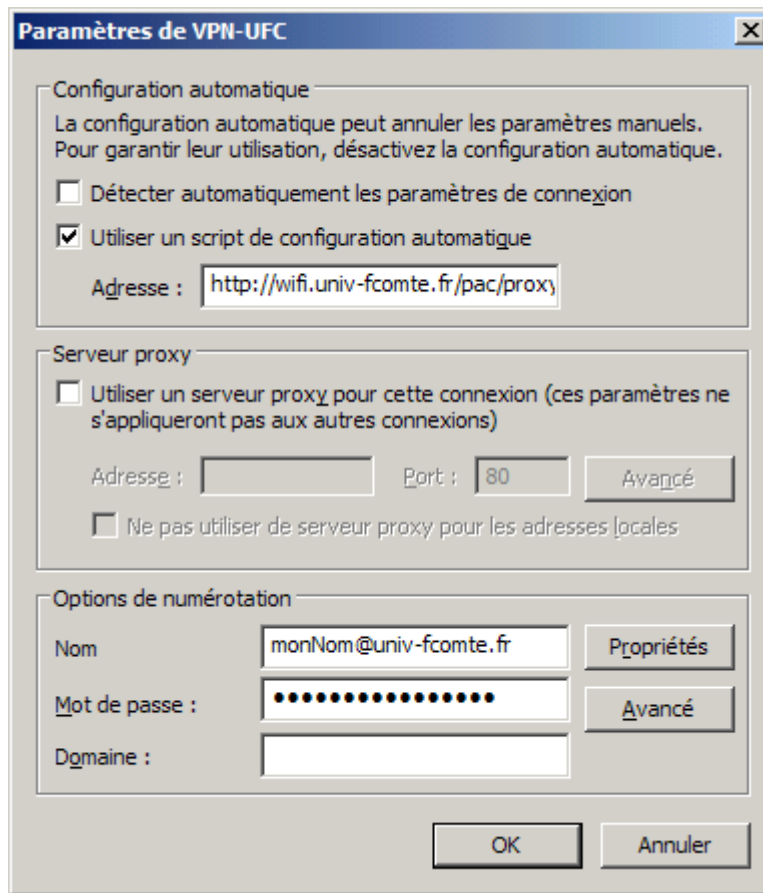 Paramètres de VPN-UFC
Configuration automatique
La configuration automatique peut annuler les paramètres manuels.
Pour garantir leur utilisation, désactivez la configuration automatique.
Détecter automatiquement les paramètres de connexion
Utiliser un script de configuration automatique
Adresse : http://wifi.univ-fcomte.fr/pac/proxy
Serveur proxy
Utiliser un serveur proxy pour cette connexion (ces paramètres ne
s'appliqueront pas aux autres connexions)
Adresse : Port : 80 Avancé
Ne pas utiliser de serveur proxy pour les adresses locales
Options de numérotation
Nom monNom@univ-fcomte.fr Propriétés
Mot de passe : •••••••••••••••• Avancé
Domaine :
OK Annuler